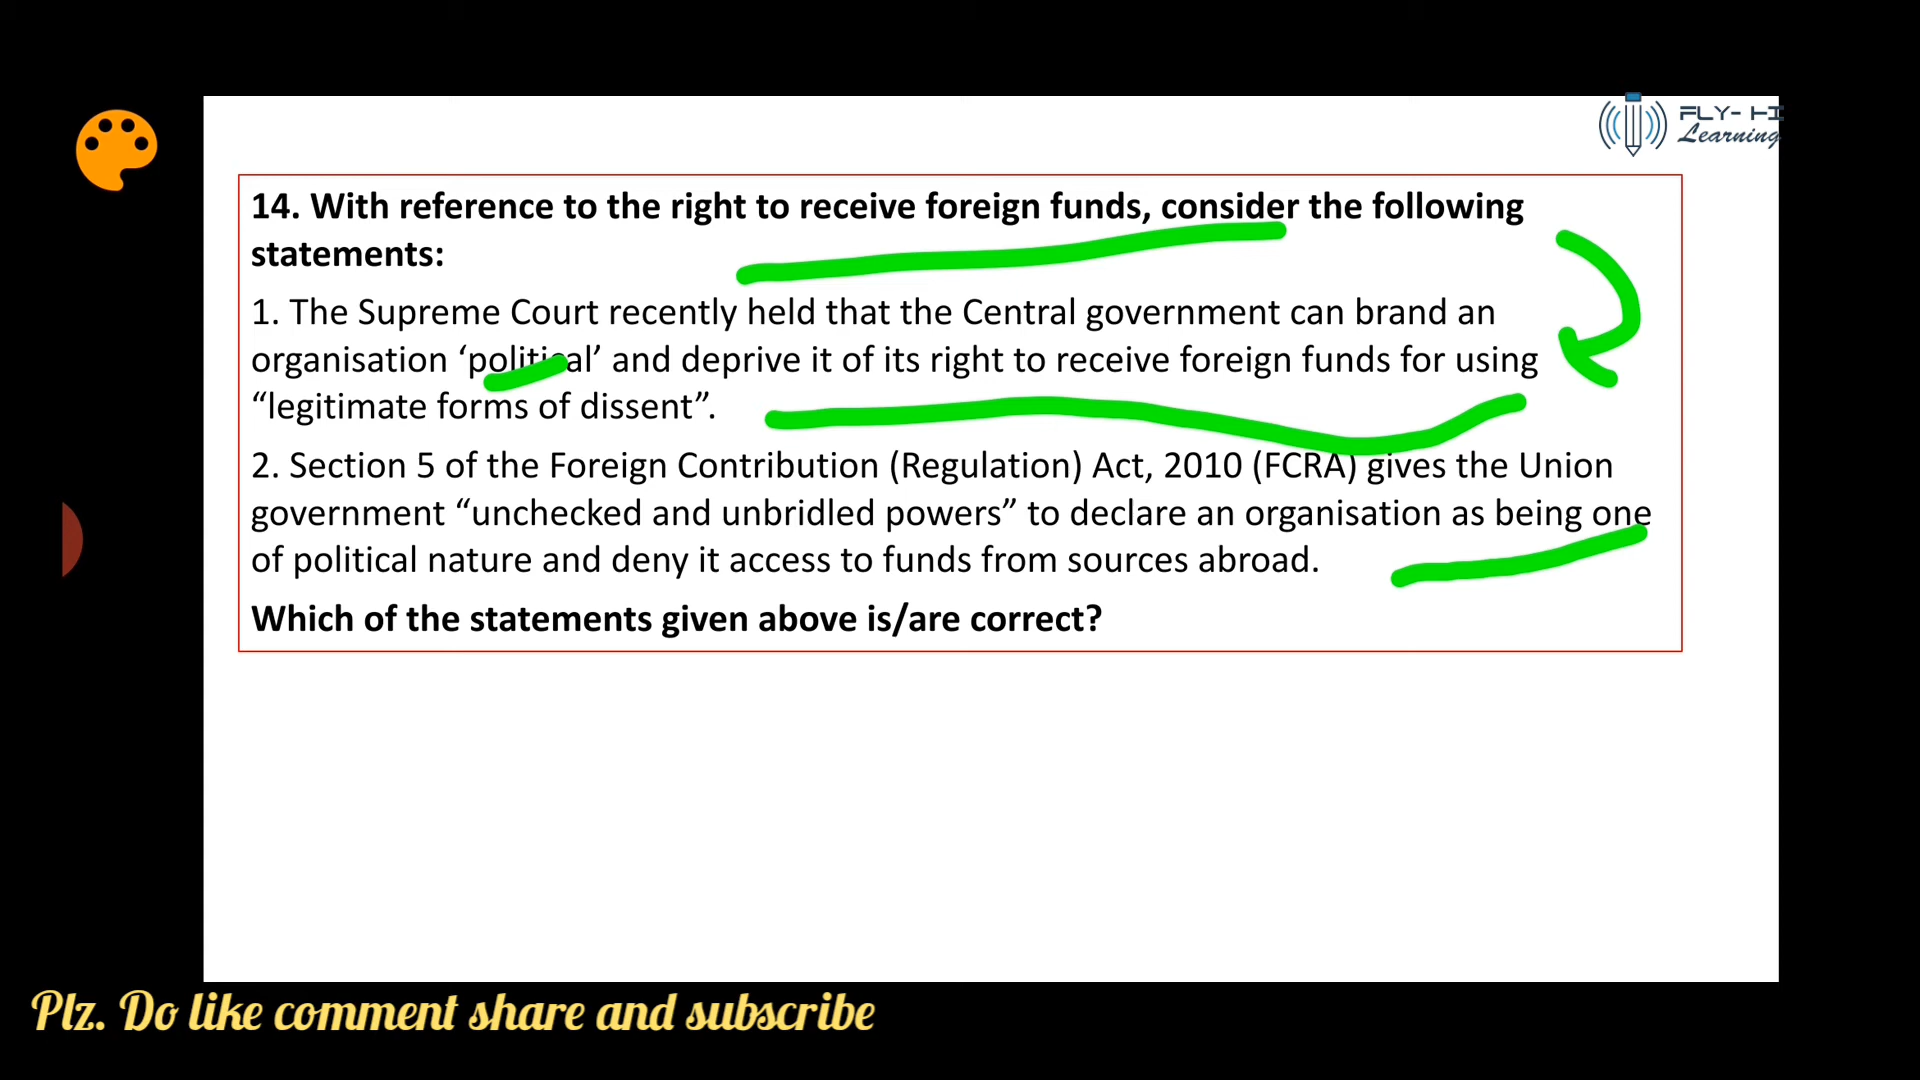 FLY-HI
Learning
14. With reference to the right to receive foreign funds, consider the following
statements:
1. The Supreme Court recently held that the Central government can brand an
organisation ‘political’ and deprive it of its right to receive foreign funds for using
“legitimate forms of dissent”.
2. Section 5 of the Foreign Contribution (Regulation) Act, 2010 (FCRA) gives the Union
government “unchecked and unbridled powers” to declare an organisation as being one
of political nature and deny it access to funds from sources abroad.
Which of the statements given above is/are correct?
Plz. Do like comment share and subscribe